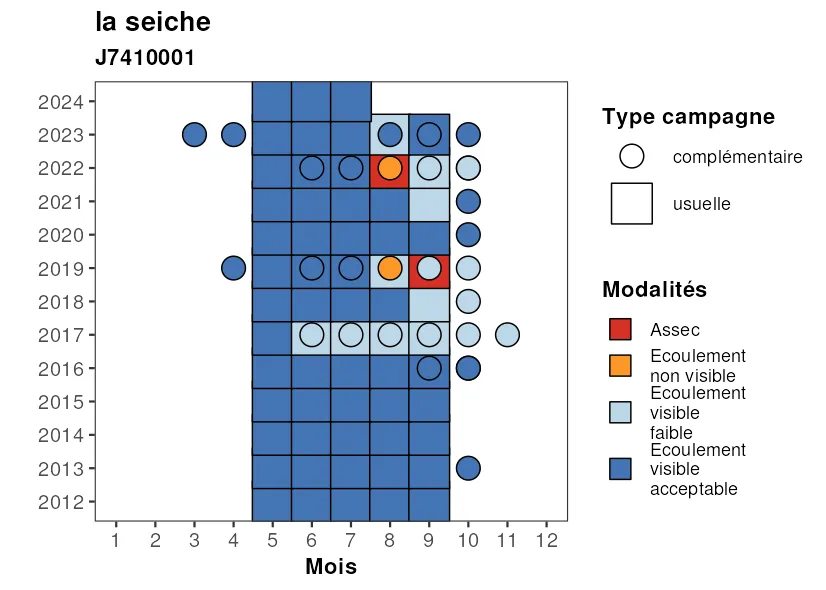 la seiche
J7410001
2024
2023
2022
2021
2020
2019
2018
2017
2016
2015
2014
2013
2012
1 2 3 4 5 6 7 8 9 10 11 12
Mois
Type campagne
complémentaire
usuelle
Modalités
Assec
Ecoulement
non visible
Ecoulement
visible
faible
Ecoulement
visible
acceptable